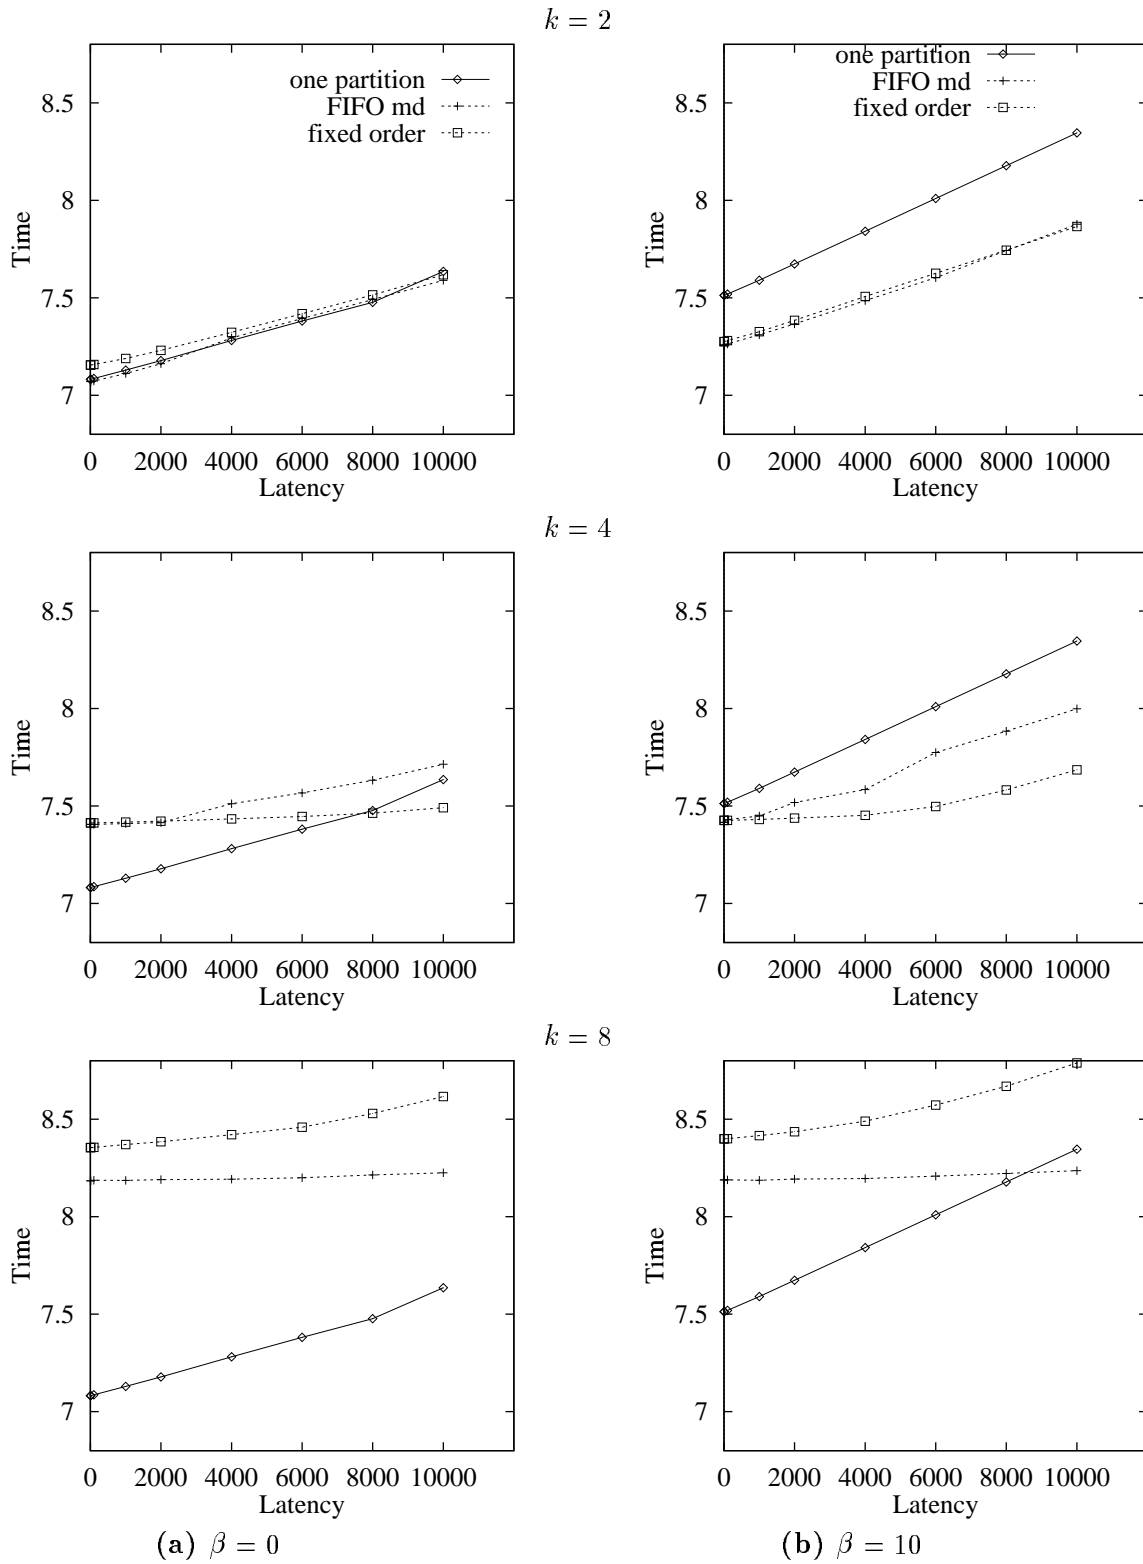 k = 2
one partition
FIFO md
fixed order
8.5
8
7.5
7
Time
0 2000 4000 6000 8000 10000
Latency
one partition
FIFO md
fixed order
8.5
8
7.5
7
Time
0 2000 4000 6000 8000 10000
Latency
k = 4
8.5
8
7.5
7
Time
0 2000 4000 6000 8000 10000
Latency
8.5
8
7.5
7
Time
0 2000 4000 6000 8000 10000
Latency
k = 8
8.5
8
7.5
7
Time
0 2000 4000 6000 8000 10000
Latency
(a) β = 0
8.5
8
7.5
7
Time
0 2000 4000 6000 8000 10000
Latency
(b) β = 10